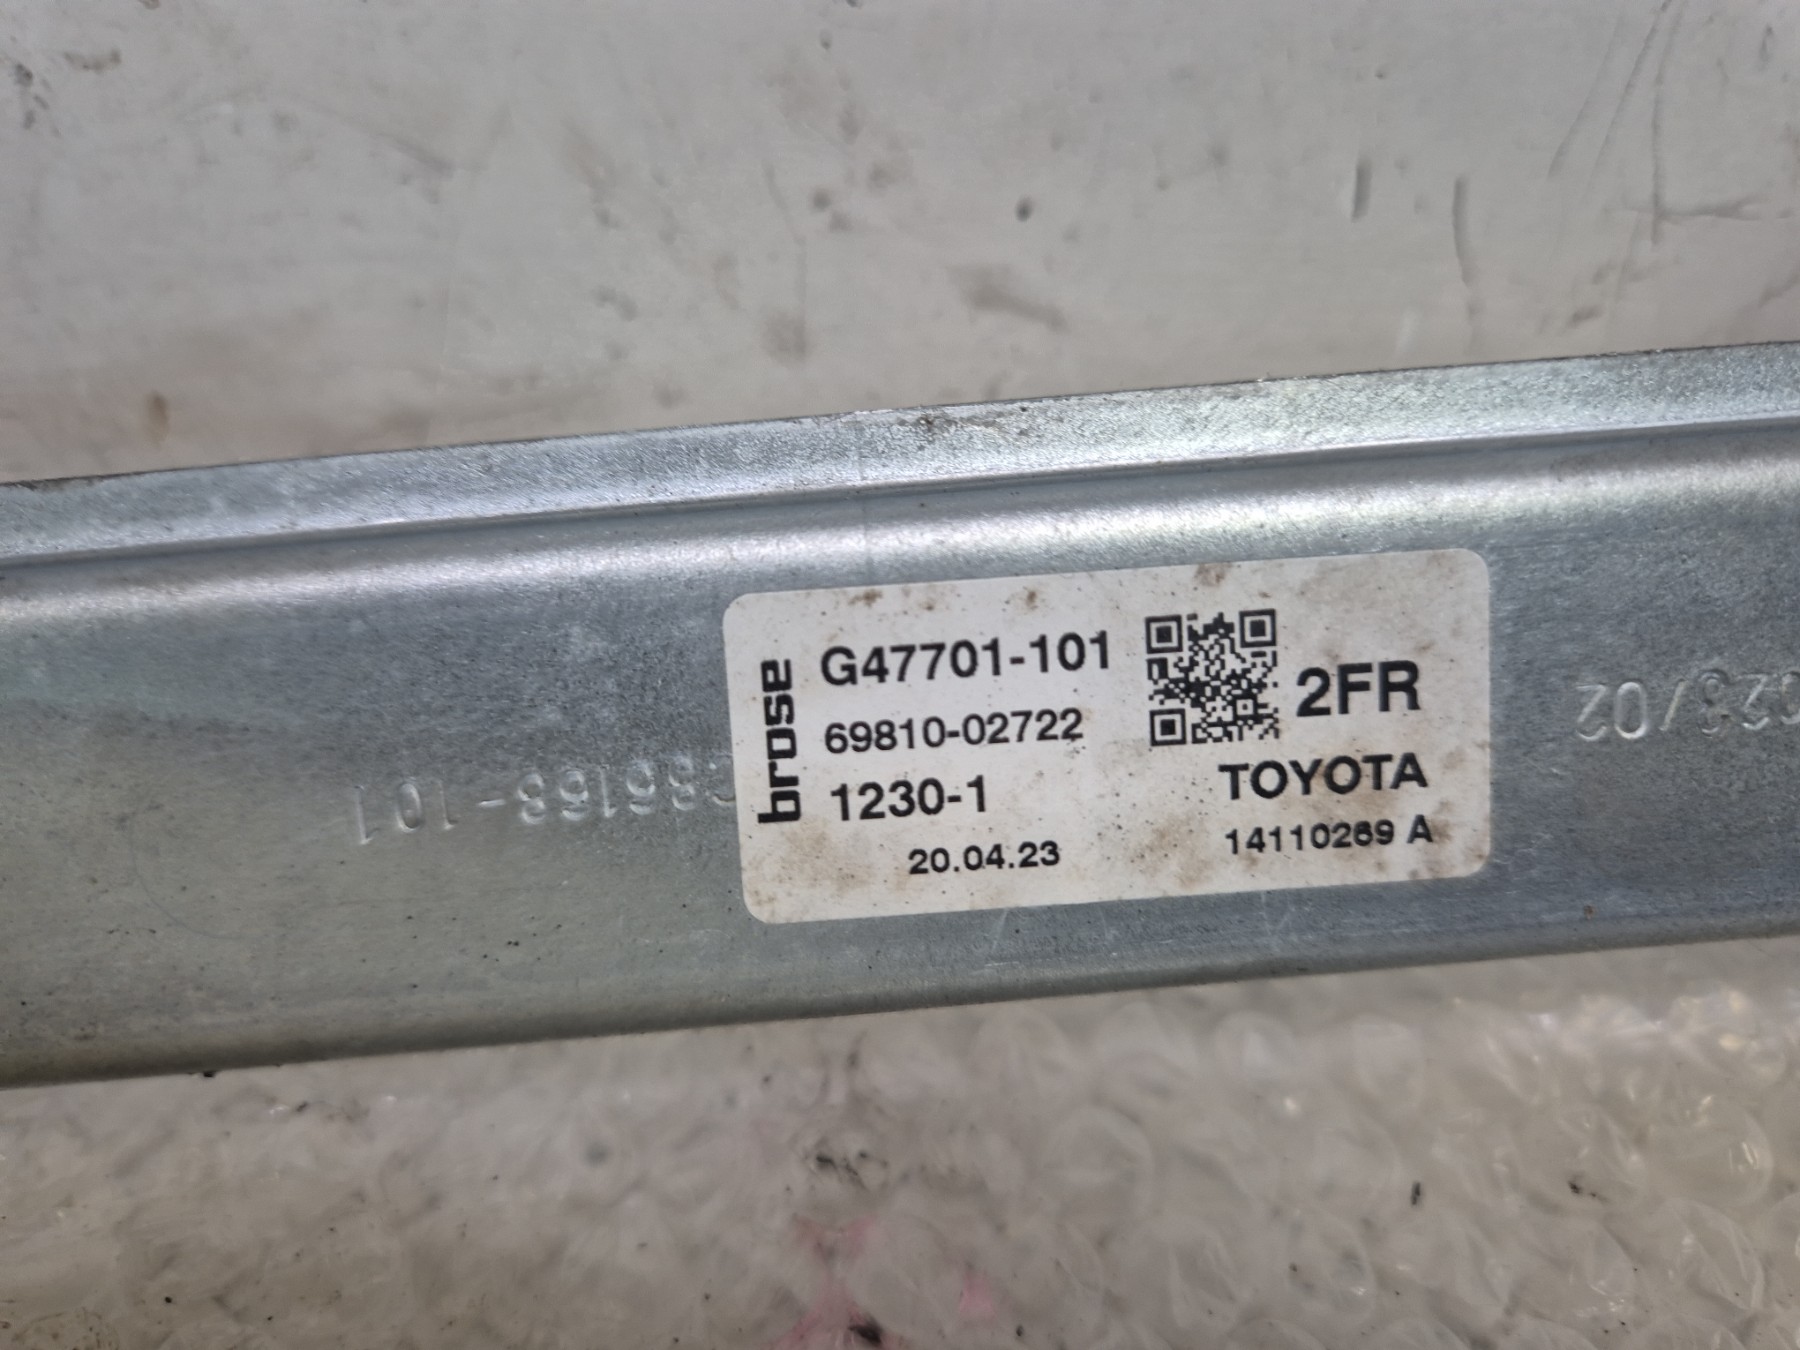 brose
G47701-101
69810-02722
1230-1
20.04.23
2FR
TOYOTA
14110269 A